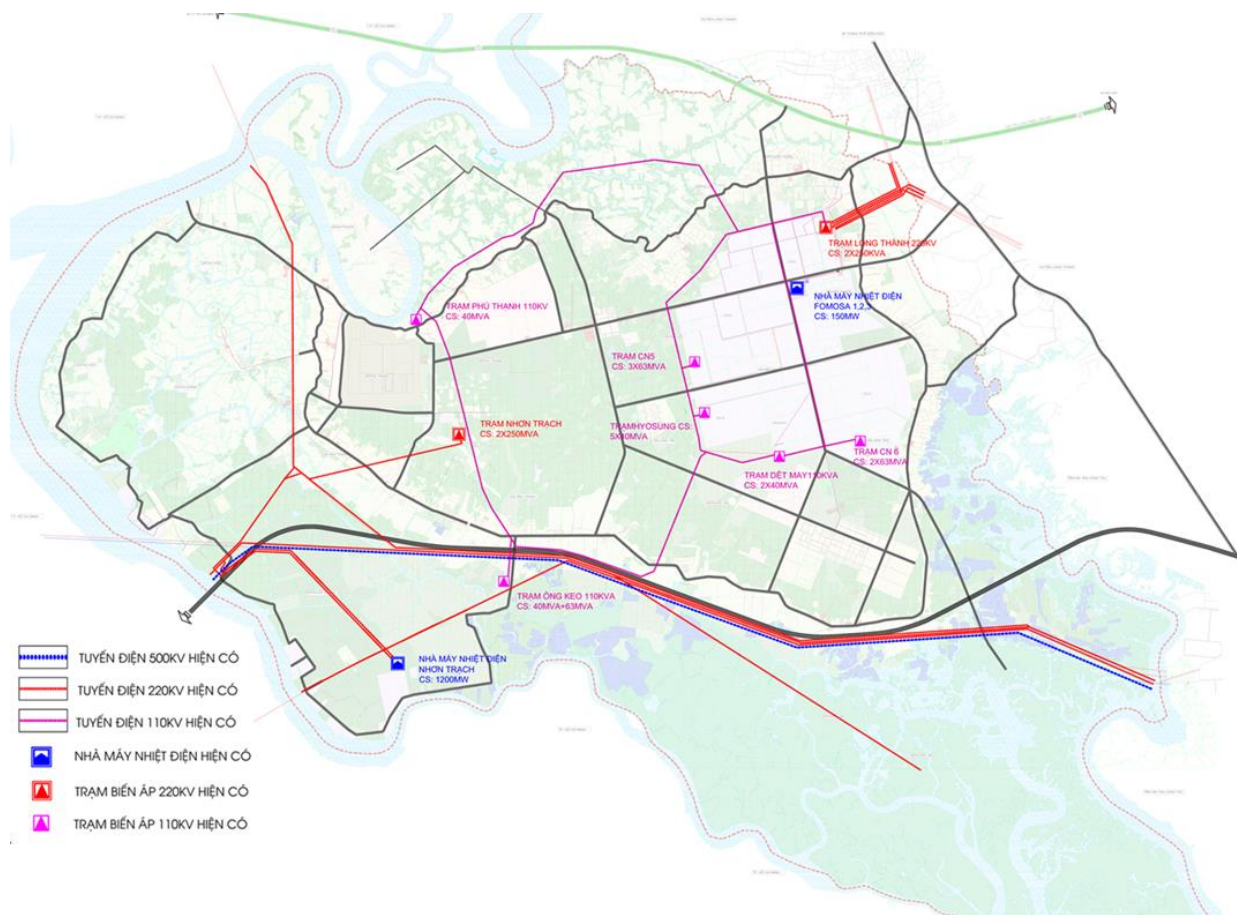 TRẠM LONG THÀNH 220KV
CS: 2X250KVA
NHÀ MÁY NHIỆT ĐIỆN
FOMOSA 1,2,3
CS: 150MW
TRẠM PHÚ THẠNH 110KV
CS: 40MVA
TRẠM CN5
CS: 3X63MVA
TRẠM NHƠN TRẠCH
CS: 2X250MVA
TRẠMHYOSUNG CS:
5X40MVA
TRẠM CN 6
CS: 2X63MVA
TRẠM DỆT MAY110KVA
CS: 2X40MVA
TRẠM ÔNG KÈO 110KVA
CS: 40MVA+63MVA
NHÀ MÁY NHIỆT ĐIỆN
NHƠN TRẠCH
CS: 1200MW
TUYẾN ĐIỆN 500KV HIỆN CÓ
TUYẾN ĐIỆN 220KV HIỆN CÓ
TUYẾN ĐIỆN 110KV HIỆN CÓ
NHÀ MÁY NHIỆT ĐIỆN HIỆN CÓ
TRẠM BIẾN ÁP 220KV HIỆN CÓ
TRẠM BIẾN ÁP 110KV HIỆN CÓ